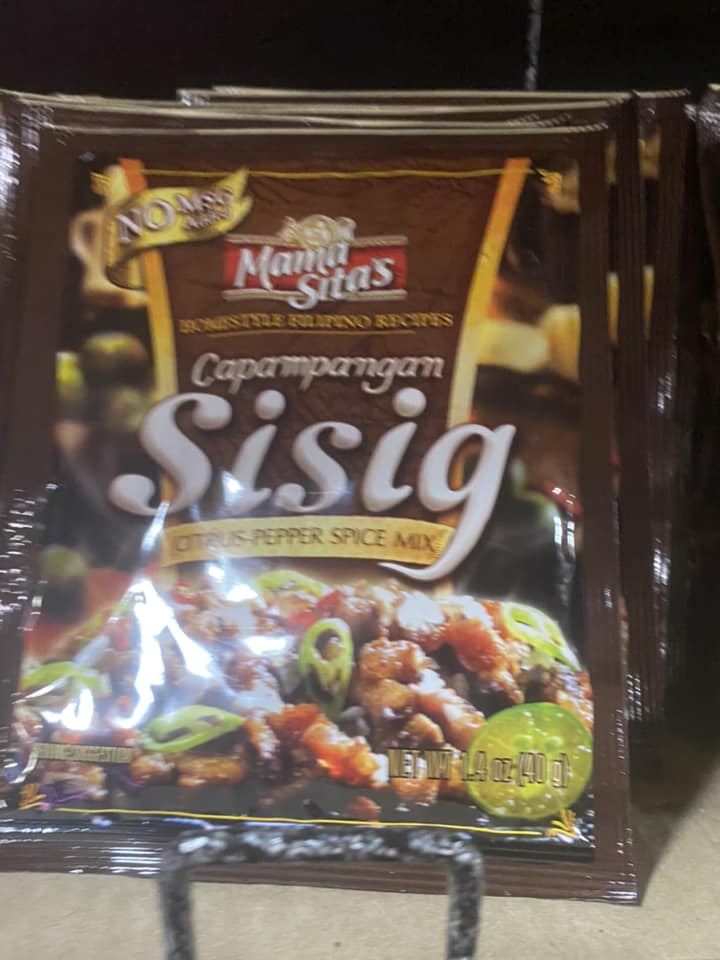 NO MSG
Mama
Sita's
HOMESTYLE FILIPINO RECIPES
Capampangan
Sisig
CITRUS-PEPPER SPICE MIX
NET WT 1.4 oz (40 g)